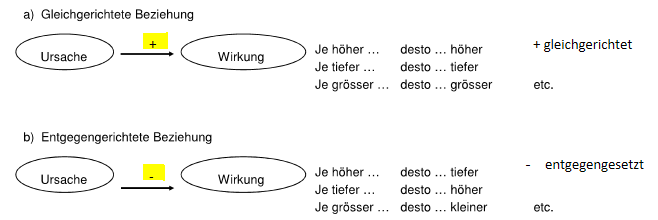 a) Gleichgerichtete Beziehung
Ursache + Wirkung
Je höher ... desto ... höher + gleichgerichtet
Je tiefer ... desto ... tiefer
Je grösser ... desto ... grösser etc.
b) Entgegengerichtete Beziehung
Ursache - Wirkung
Je höher ... desto ... tiefer - entgegengesetzt
Je tiefer ... desto ... höher
Je grösser ... desto ... kleiner etc.